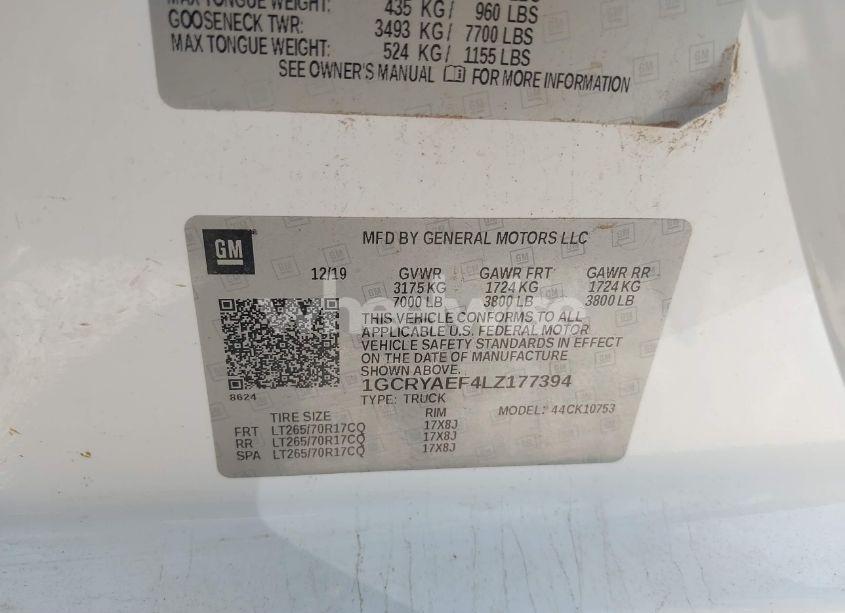 MAX TONGUE WEIGHT: 435 KG/ 960 LBS
GOOSENECK TWR: 3493 KG/ 7700 LBS
MAX TONGUE WEIGHT: 524 KG/ 1155 LBS
SEE OWNER'S MANUAL FOR MORE INFORMATION
GM
MFD BY GENERAL MOTORS LLC
12/19 GVWR GAWR FRT GAWR RR
3175 KG 1724 KG 1724 KG
7000 LB 3800 LB 3800 LB
THIS VEHICLE CONFORMS TO ALL
APPLICABLE U.S. FEDERAL MOTOR
VEHICLE SAFETY STANDARDS IN EFFECT
ON THE DATE OF MANUFACTURE
SHOWN ABOVE.
1GCRYAEF4LZ177394
8624
TYPE: TRUCK MODEL: 44CK10753
TIRE SIZE RIM
FRT LT265/70R17CQ 17X8J
RR LT265/70R17CQ 17X8J
SPA LT265/70R17CQ 17X8J